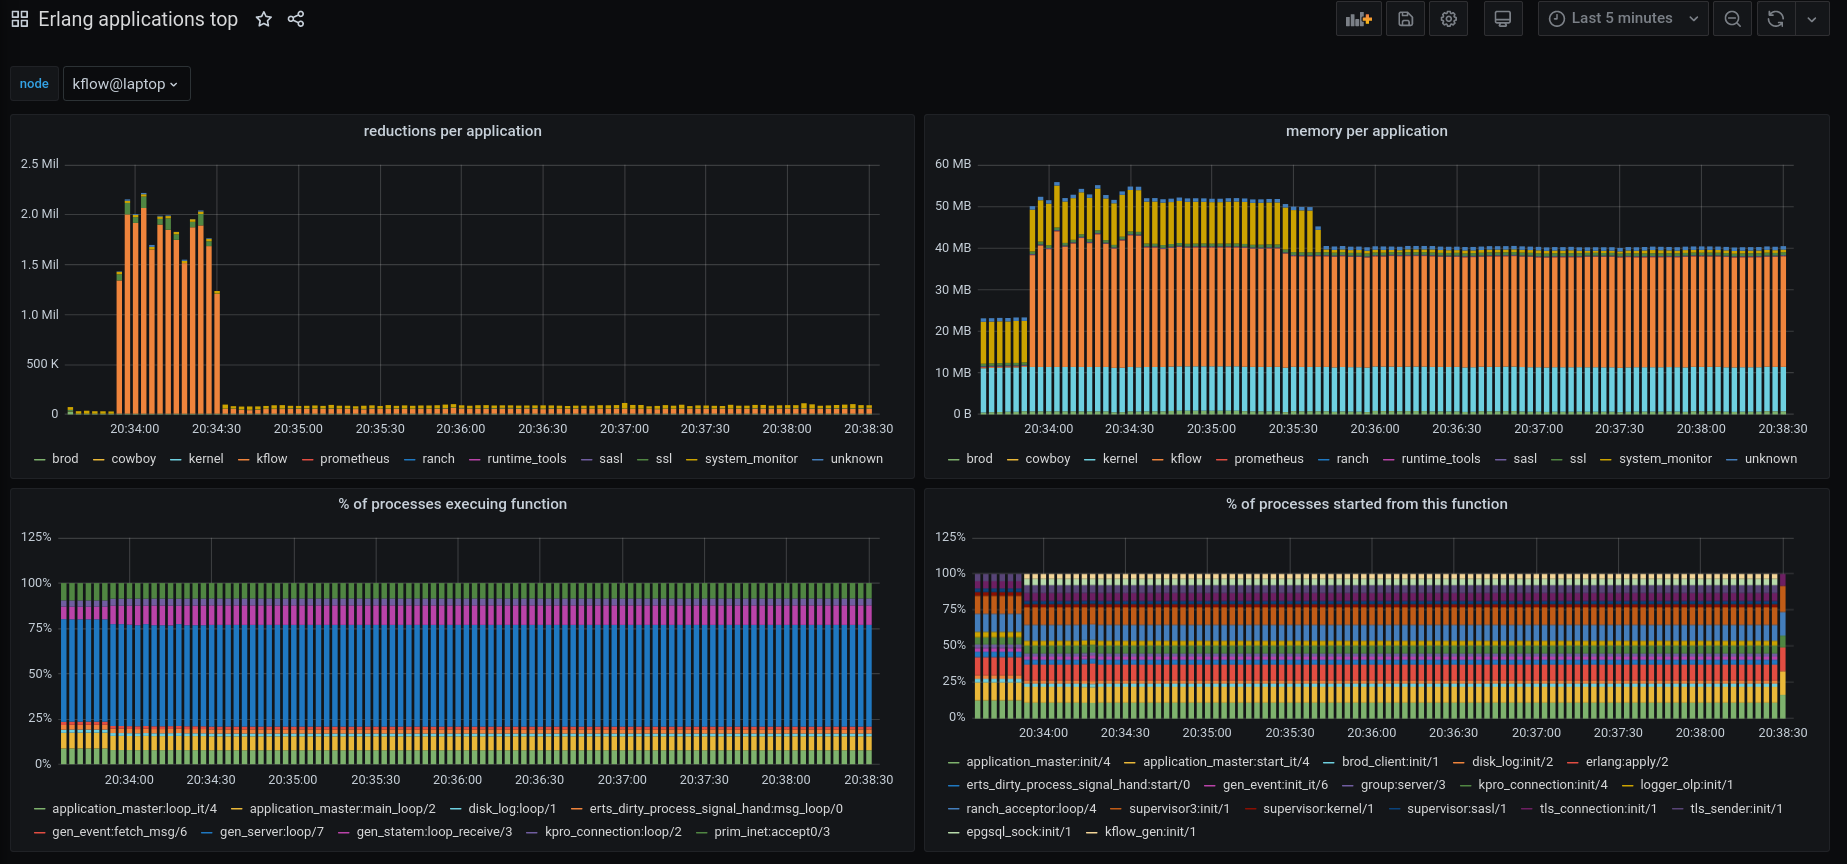 Erlang applications top
Last 5 minutes
node kflow@laptop
reductions per application
2.5 Mil
2.0 Mil
1.5 Mil
1.0 Mil
500 K
0
20:34:00 20:34:30 20:35:00 20:35:30 20:36:00 20:36:30 20:37:00 20:37:30 20:38:00 20:38:30
brod cowboy kernel kflow prometheus ranch runtime_tools sasl ssl system_monitor unknown
memory per application
60 MB
50 MB
40 MB
30 MB
20 MB
10 MB
0 B
20:34:00 20:34:30 20:35:00 20:35:30 20:36:00 20:36:30 20:37:00 20:37:30 20:38:00 20:38:30
brod cowboy kernel kflow prometheus ranch runtime_tools sasl ssl system_monitor unknown
% of processes execuing function
125%
100%
75%
50%
25%
0%
20:34:00 20:34:30 20:35:00 20:35:30 20:36:00 20:36:30 20:37:00 20:37:30 20:38:00 20:38:30
application_master:loop_it/4 application_master:main_loop/2 disk_log:loop/1 erts_dirty_process_signal_hand:msg_loop/0
gen_event:fetch_msg/6 gen_server:loop/7 gen_statem:loop_receive/3 kpro_connection:loop/2 prim_inet:accept0/3
% of processes started from this function
125%
100%
75%
50%
25%
0%
20:34:00 20:34:30 20:35:00 20:35:30 20:36:00 20:36:30 20:37:00 20:37:30 20:38:00 20:38:30
application_master:init/4 application_master:start_it/4 brod_client:init/1 disk_log:init/2 erlang:apply/2
erts_dirty_process_signal_hand:start/0 gen_event:init_it/6 group:server/3 kpro_connection:init/4 logger_olp:init/1
ranch_acceptor:loop/4 supervisor3:init/1 supervisor:kernel/1 supervisor:sasl/1 tls_connection:init/1 tls_sender:init/1
epgsql_sock:init/1 kflow_gen:init/1